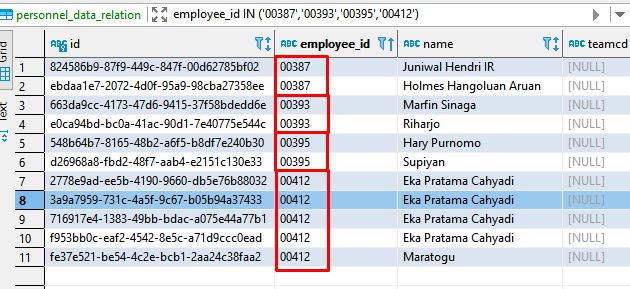 personnel_data_relation employee_id IN ('00387','00393','00395','00412')
Grid
Text
ABC id ABC employee_id ABC name ABC teamcd
1 824586b9-87f9-449c-847f-00d62785bf02 00387 Juniwal Hendri IR [NULL]
2 ebdaa1e7-2072-4d0f-95a9-98cba27358ee 00387 Holmes Hangoluan Aruan [NULL]
3 663da9cc-4173-47d6-9415-37f58bdedd6e 00393 Marfin Sinaga [NULL]
4 e0ca94bd-bc0a-41ac-90d1-7e40775e544c 00393 Riharjo [NULL]
5 548b64b7-8165-48b2-a6f5-b8df7e240b30 00395 Hary Purnomo [NULL]
6 d26968a8-fbd2-48f7-aab4-e2151c130e33 00395 Supiyan [NULL]
7 2778e9ad-ee5b-4190-9660-db5e76b88032 00412 Eka Pratama Cahyadi [NULL]
8 3a9a7959-731c-4a5f-9c67-b05b94a37433 00412 Eka Pratama Cahyadi [NULL]
9 716917e4-1383-49bb-bdac-a075e44a77b1 00412 Eka Pratama Cahyadi [NULL]
10 f953bb0c-eaf2-4542-8e5c-a71d9ccc0ead 00412 Eka Pratama Cahyadi [NULL]
11 fe37e521-be54-4c2e-bcb1-2aa24c38faa2 00412 Maratogu [NULL]